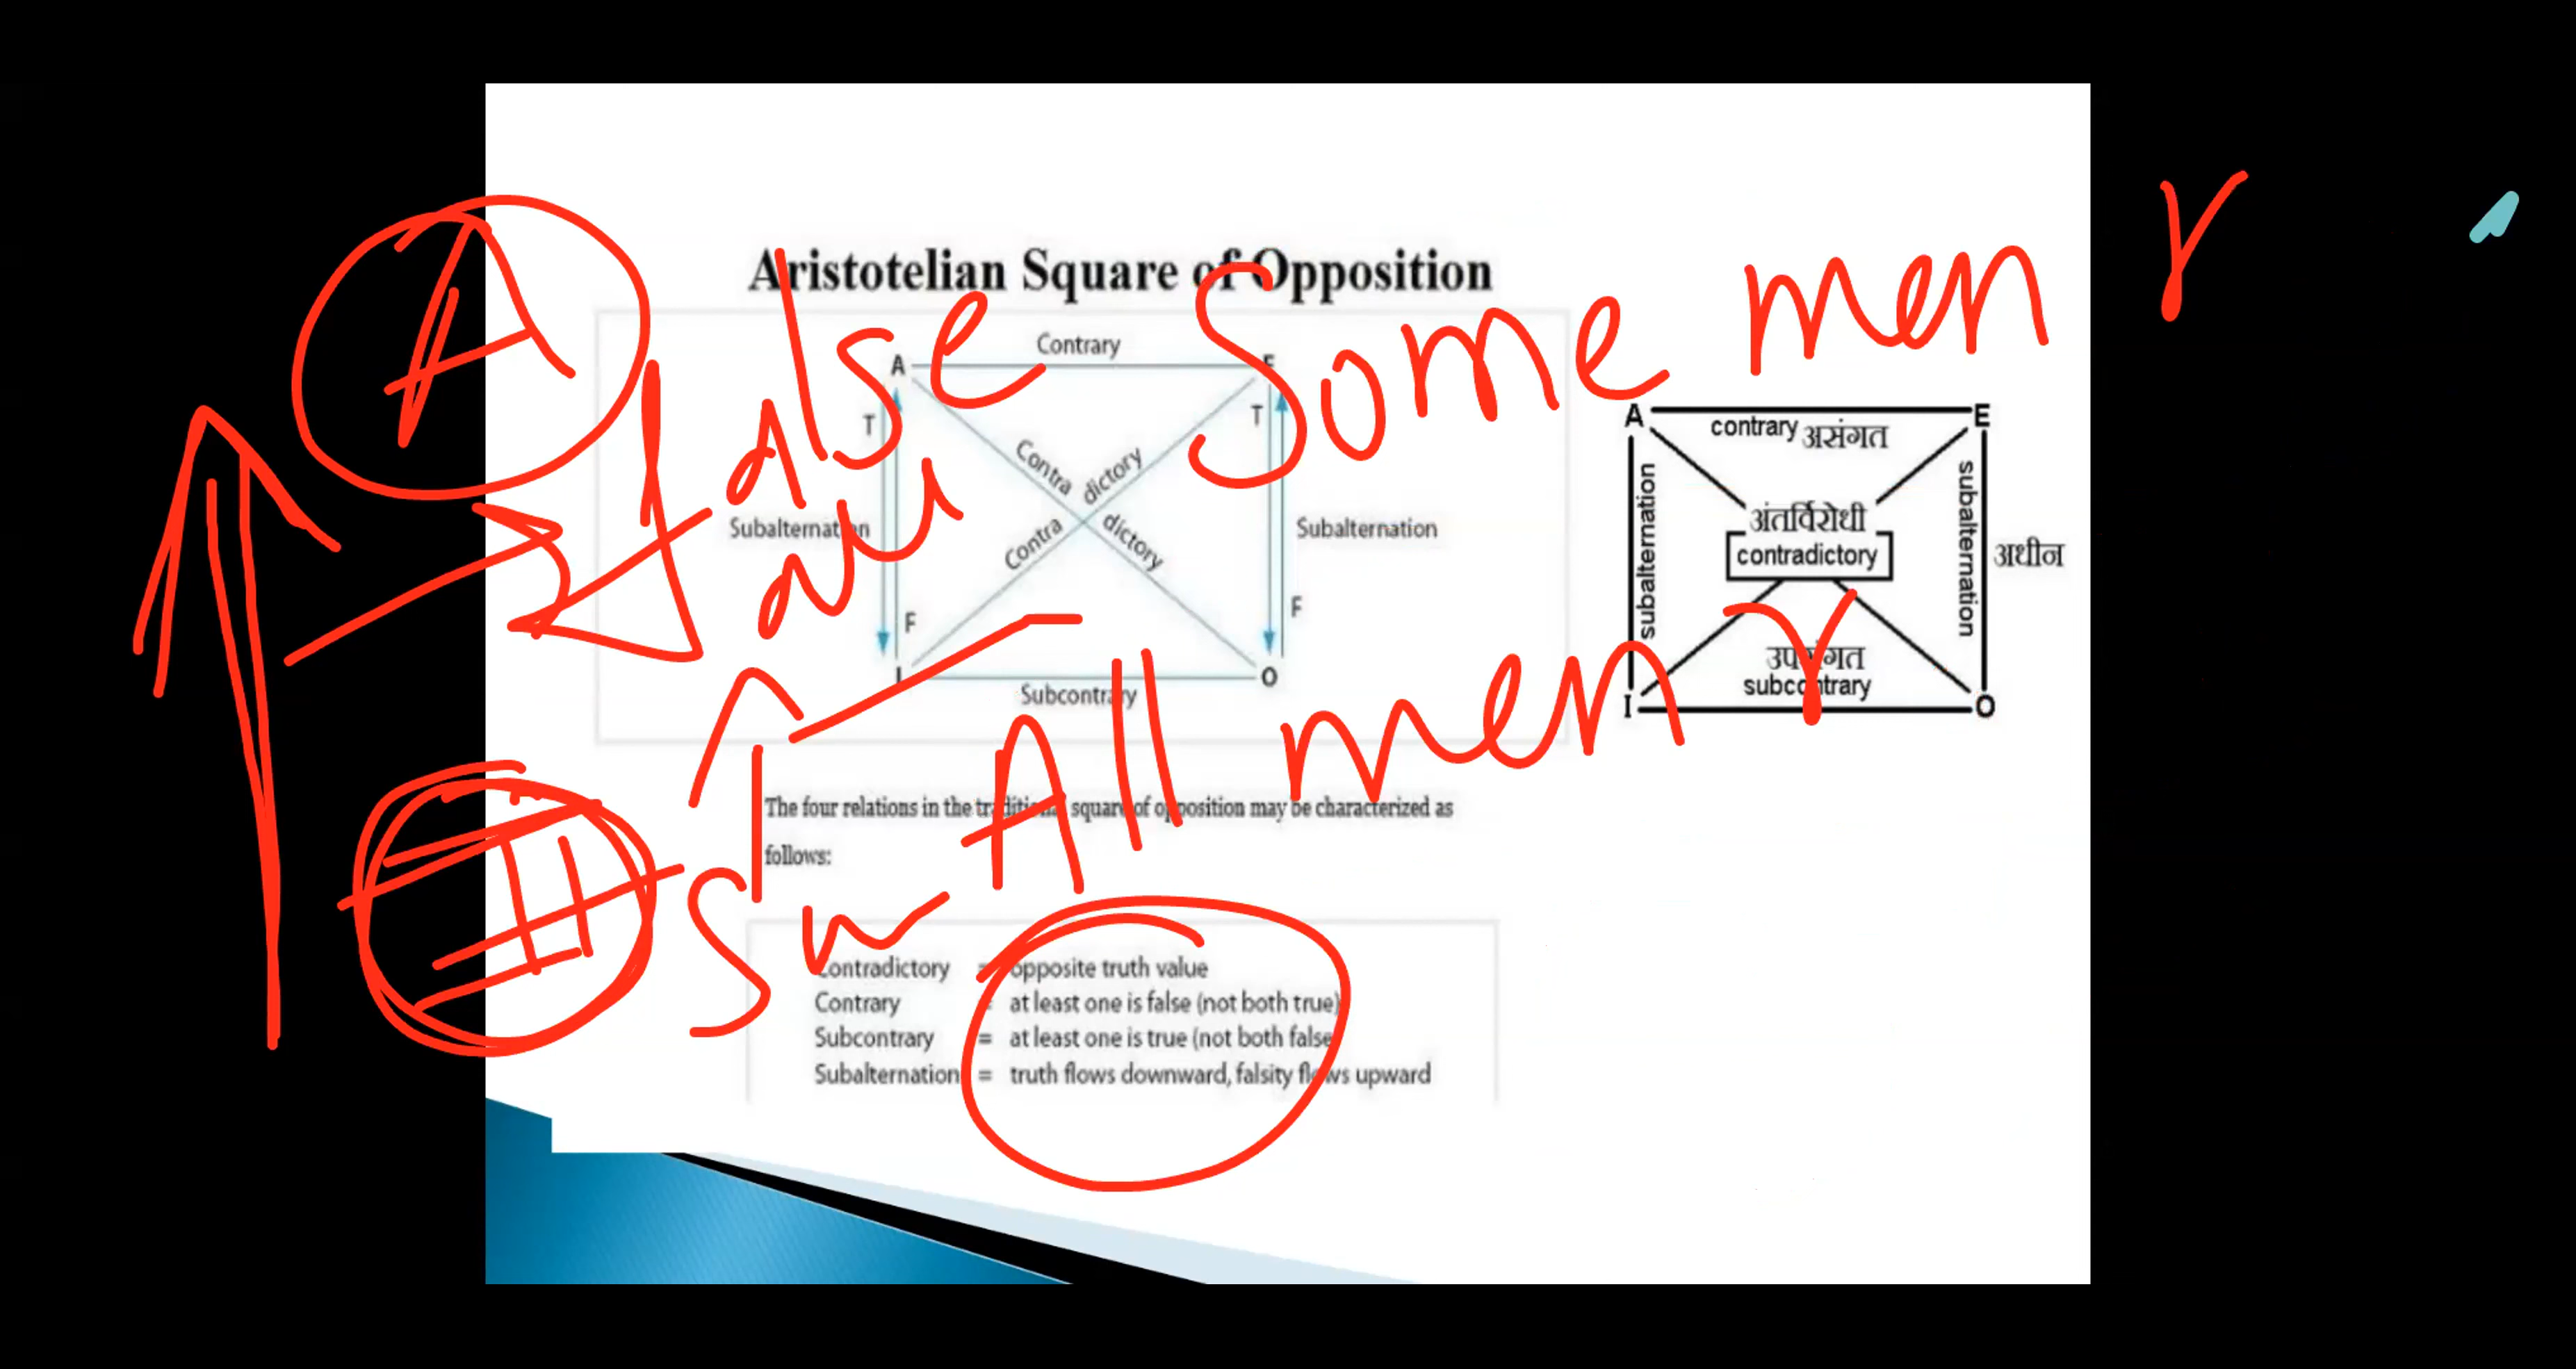 Aristotelian Square of Opposition
false
Some men r
A
A Contrary E
T T
Contra dictory
Subalternation Subalternation
Contra dictory
F F
I O
Subcontrary
A E
contrary असंगत
subalternation
अंतर्विरोधी
contradictory
subalternation
अधीन
subcontrary
I O
All men r
The four relations in the traditional square of opposition may be characterized as
follows:
Contradictory = opposite truth value
Contrary = at least one is false (not both true)
Subcontrary = at least one is true (not both false
Subalternation = truth flows downward, falsity flows upward